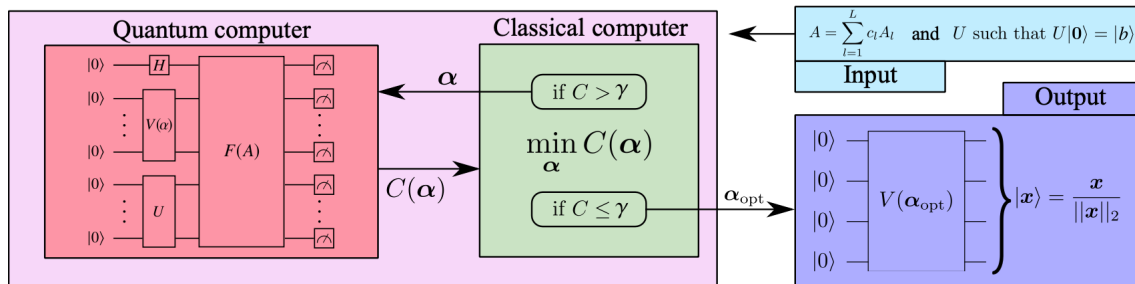 Quantum computer
|0⟩ H
|0⟩
V(α)
|0⟩
F(A)
|0⟩
U
|0⟩
α
C(α)
Classical computer
if C > γ
min C(α)
α
if C ≤ γ
α_opt
A = ∑_{l=1}^{L} c_l A_l and U such that U|0⟩ = |b⟩
Input
Output
|0⟩
|0⟩
|0⟩
|0⟩
V(α_opt)
|x⟩ = x / ||x||_2